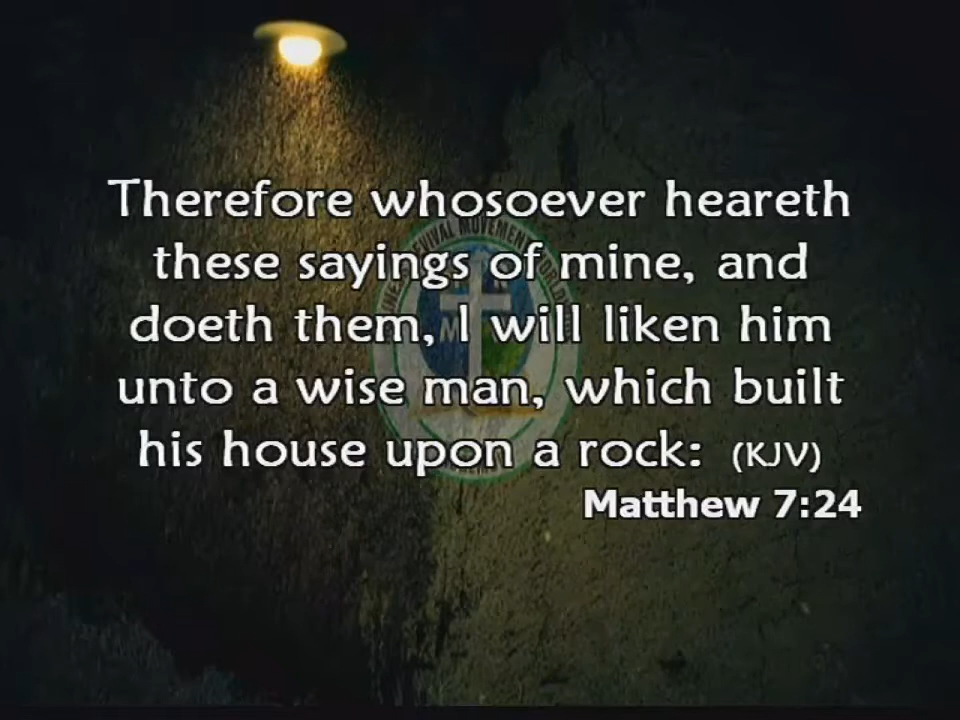 Therefore whosoever heareth
these sayings of mine, and
doeth them, I will liken him
unto a wise man, which built
his house upon a rock: (KJV)
Matthew 7:24